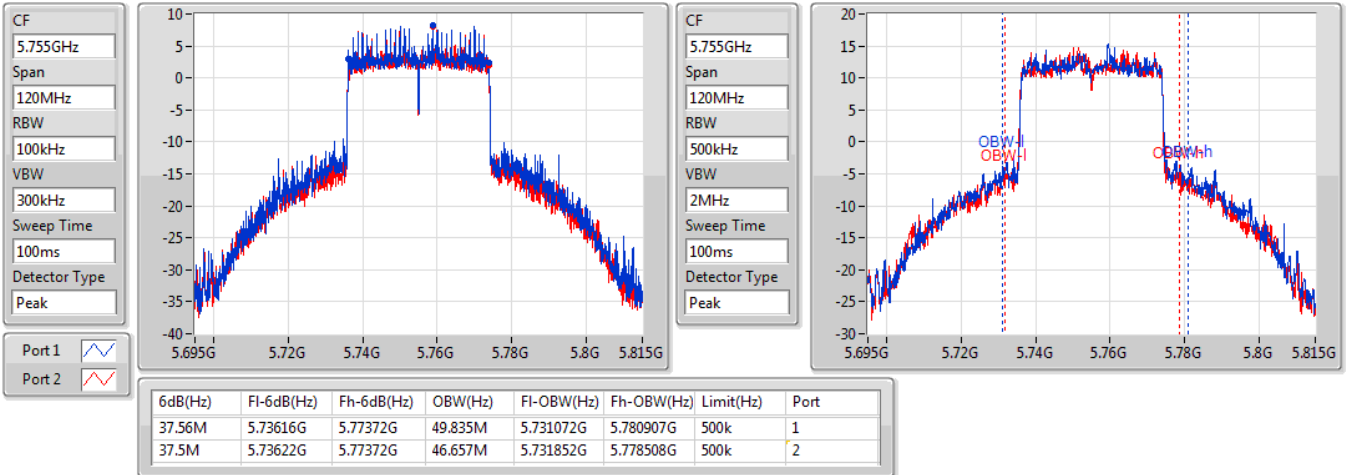 CF
5.755GHz
Span
120MHz
RBW
100kHz
VBW
300kHz
Sweep Time
100ms
Detector Type
Peak
Port 1
Port 2
10
5
0
-5
-10
-15
-20
-25
-30
-35
-40
5.695G 5.72G 5.74G 5.76G 5.78G 5.8G 5.815G
CF
5.755GHz
Span
120MHz
RBW
500kHz
VBW
2MHz
Sweep Time
100ms
Detector Type
Peak
20
15
10
5
0
-5
-10
-15
-20
-25
-30
OBW-l
OBW-l
OBW-h
OBW-h
5.695G 5.72G 5.74G 5.76G 5.78G 5.8G 5.815G
6dB(Hz) Fl-6dB(Hz) Fh-6dB(Hz) OBW(Hz) Fl-OBW(Hz) Fh-OBW(Hz) Limit(Hz) Port
37.56M 5.73616G 5.77372G 49.835M 5.731072G 5.780907G 500k 1
37.5M 5.73622G 5.77372G 46.657M 5.731852G 5.778508G 500k 2